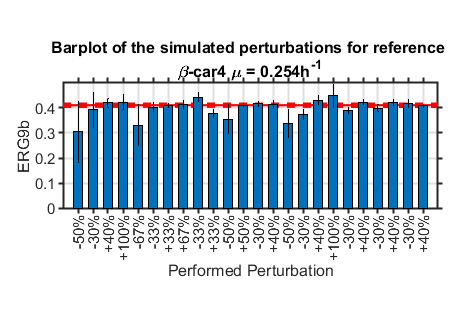 Barplot of the simulated perturbations for reference
β-car4 μ = 0.254h⁻¹
ERG9b
0.4
0.3
0.2
0.1
0
-50% -30% +40% +100% -67% -33% +33% +67% -33% +33% -50% +50% -30% +40% -50% -30% +40% +100% -30% +40% -30% +40% -30% +40%
Performed Perturbation